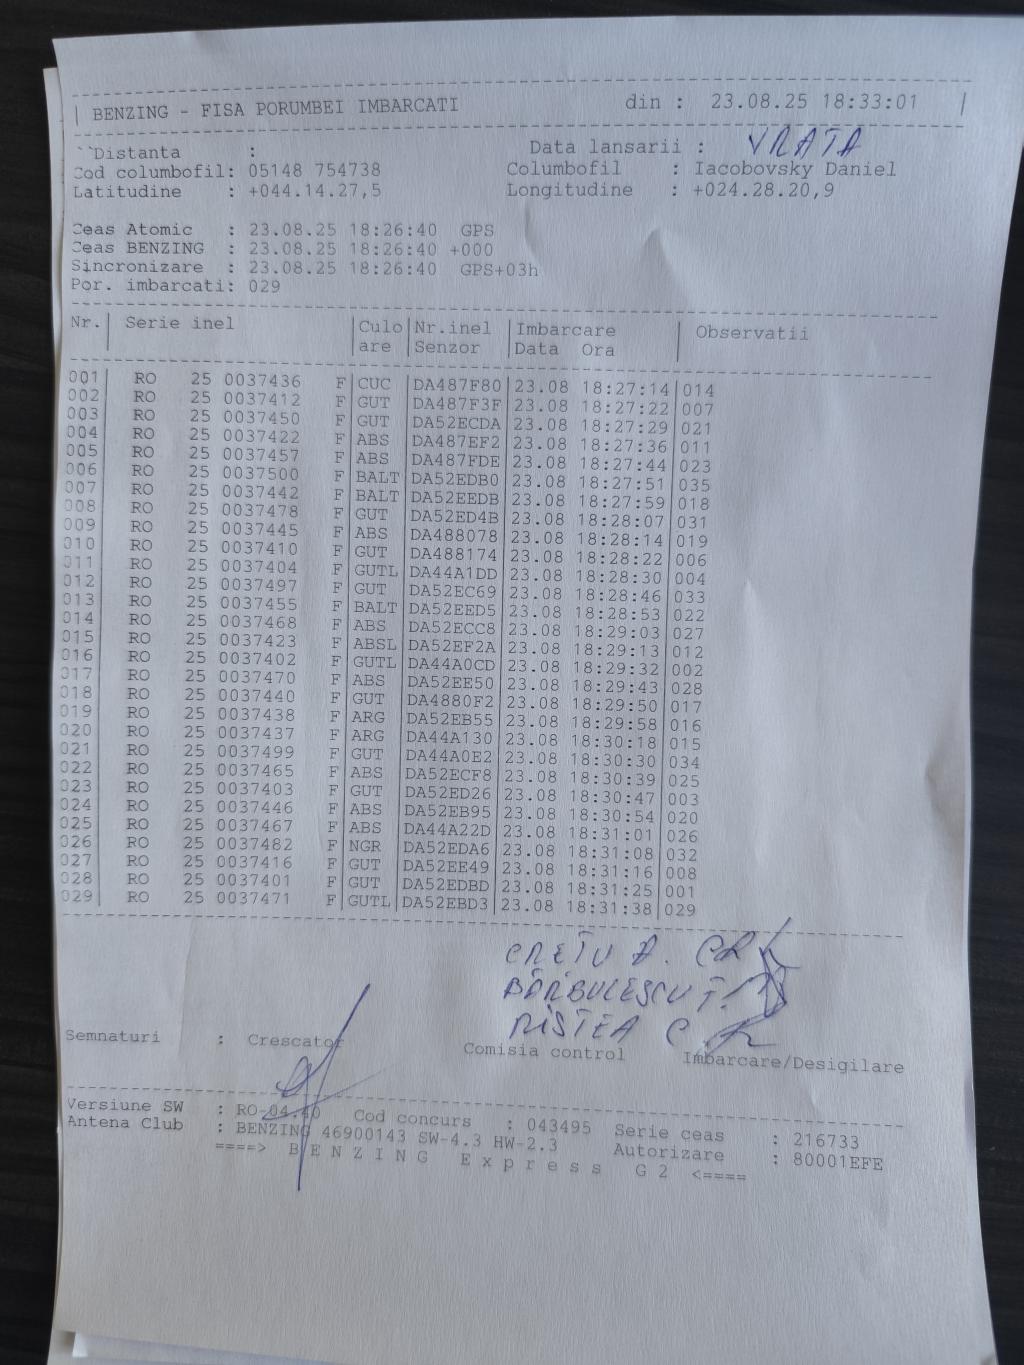 BENZING - FISA PORUMBEI IMBARCATI din : 23.08.25 18:33:01
``Distanta : Data lansarii : VRATA
Cod columbofil: 05148 754738 Columbofil : Iacobovsky Daniel
Latitudine : +044.14.27,5 Longitudine : +024.28.20,9
Ceas Atomic : 23.08.25 18:26:40 GPS
Ceas BENZING : 23.08.25 18:26:40 +000
Sincronizare : 23.08.25 18:26:40 GPS+03h
Por. imbarcati: 029
Nr.| Serie inel |Culo|Nr.inel |Imbarcare | Observatii
| |are |Senzor |Data Ora |
001| RO 25 0037436 F|CUC |DA487F80|23.08 18:27:14|014
002| RO 25 0037412 F|GUT |DA487F3F|23.08 18:27:22|007
003| RO 25 0037450 F|GUT |DA52ECDA|23.08 18:27:29|021
004| RO 25 0037422 F|ABS |DA487EF2|23.08 18:27:36|011
005| RO 25 0037457 F|ABS |DA487FDE|23.08 18:27:44|023
006| RO 25 0037500 F|BALT|DA52EDB0|23.08 18:27:51|035
007| RO 25 0037442 F|BALT|DA52EEDB|23.08 18:27:59|018
008| RO 25 0037478 F|GUT |DA52ED4B|23.08 18:28:07|031
009| RO 25 0037445 F|ABS |DA488078|23.08 18:28:14|019
010| RO 25 0037410 F|GUT |DA488174|23.08 18:28:22|006
011| RO 25 0037404 F|GUTL|DA44A1DD|23.08 18:28:30|004
012| RO 25 0037497 F|GUT |DA52EC69|23.08 18:28:46|033
013| RO 25 0037455 F|BALT|DA52EED5|23.08 18:28:53|022
014| RO 25 0037468 F|ABS |DA52ECC8|23.08 18:29:03|027
015| RO 25 0037423 F|ABSL|DA52EF2A|23.08 18:29:13|012
016| RO 25 0037402 F|GUTL|DA44A0CD|23.08 18:29:32|002
017| RO 25 0037470 F|ABS |DA52EE50|23.08 18:29:43|028
018| RO 25 0037440 F|GUT |DA4880F2|23.08 18:29:50|017
019| RO 25 0037438 F|ARG |DA52EB55|23.08 18:29:58|016
020| RO 25 0037437 F|ARG |DA44A130|23.08 18:30:18|015
021| RO 25 0037499 F|GUT |DA44A0E2|23.08 18:30:30|034
022| RO 25 0037465 F|ABS |DA52ECF8|23.08 18:30:39|025
023| RO 25 0037403 F|GUT |DA52ED26|23.08 18:30:47|003
024| RO 25 0037446 F|ABS |DA52EB95|23.08 18:30:54|020
025| RO 25 0037467 F|ABS |DA44A22D|23.08 18:31:01|026
026| RO 25 0037482 F|NGR |DA52EDA6|23.08 18:31:08|032
027| RO 25 0037416 F|GUT |DA52EE49|23.08 18:31:16|008
028| RO 25 0037401 F|GUT |DA52EDBD|23.08 18:31:25|001
029| RO 25 0037471 F|GUTL|DA52EBD3|23.08 18:31:38|029
CREȚU A.
BĂRBULESCU T.
MISTEA C.
Semnaturi : Crescator Comisia control Imbarcare/Desigilare
Versiune SW : RO-04.40 Cod concurs : 043495 Serie ceas : 216733
Antena Club : BENZING 46900143 SW-4.3 HW-2.3 Autorizare : 80001EFE
====> B E N Z I N G E x p r e s s G 2 <====